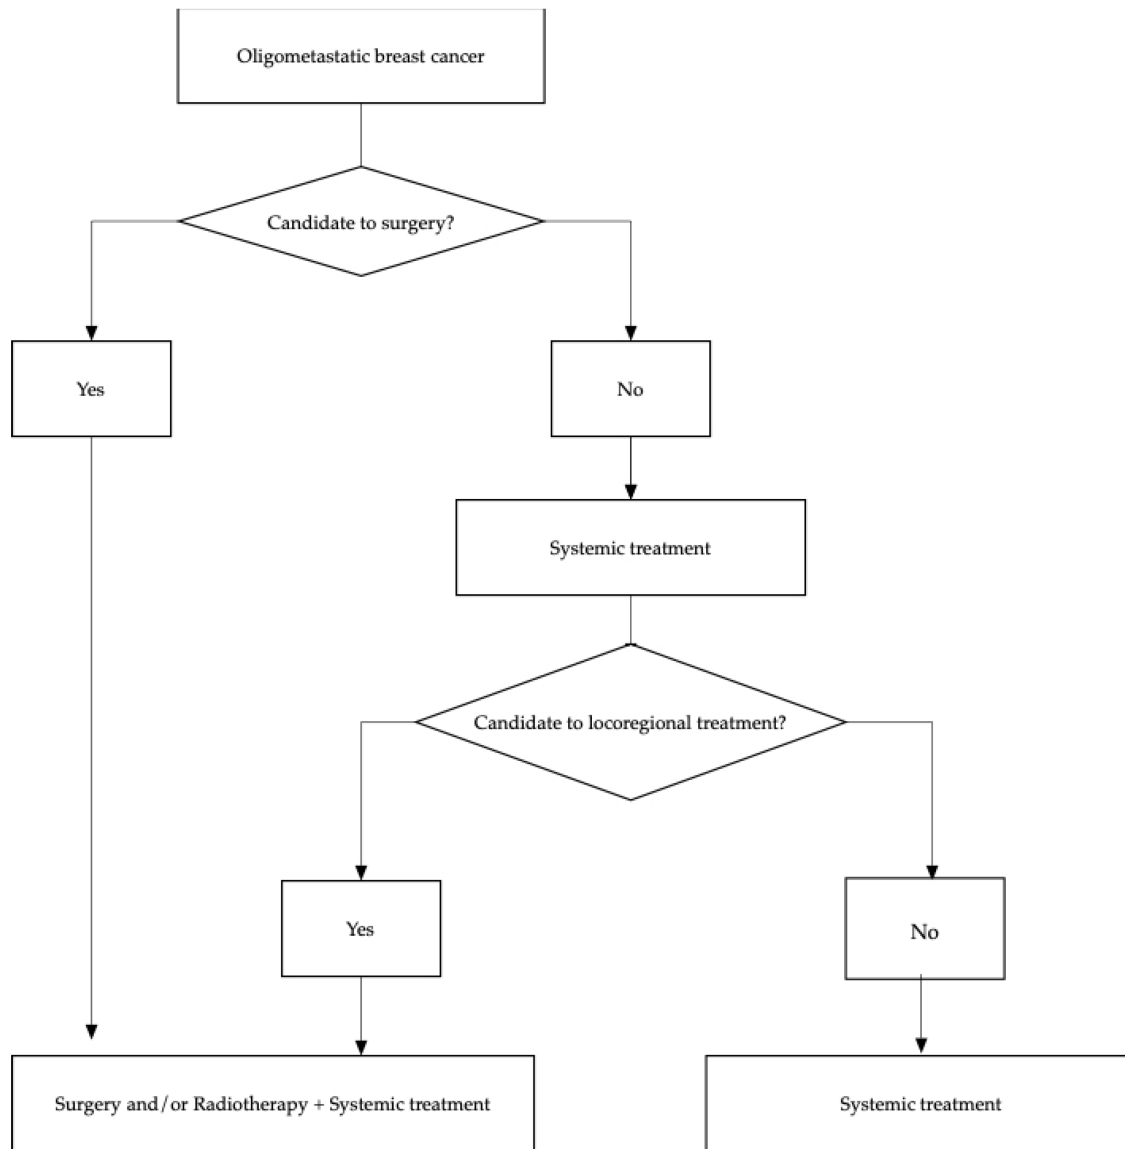 Oligometastatic breast cancer
Candidate to surgery?
Yes
No
Systemic treatment
Candidate to locoregional treatment?
Yes
No
Surgery and/or Radiotherapy + Systemic treatment
Systemic treatment